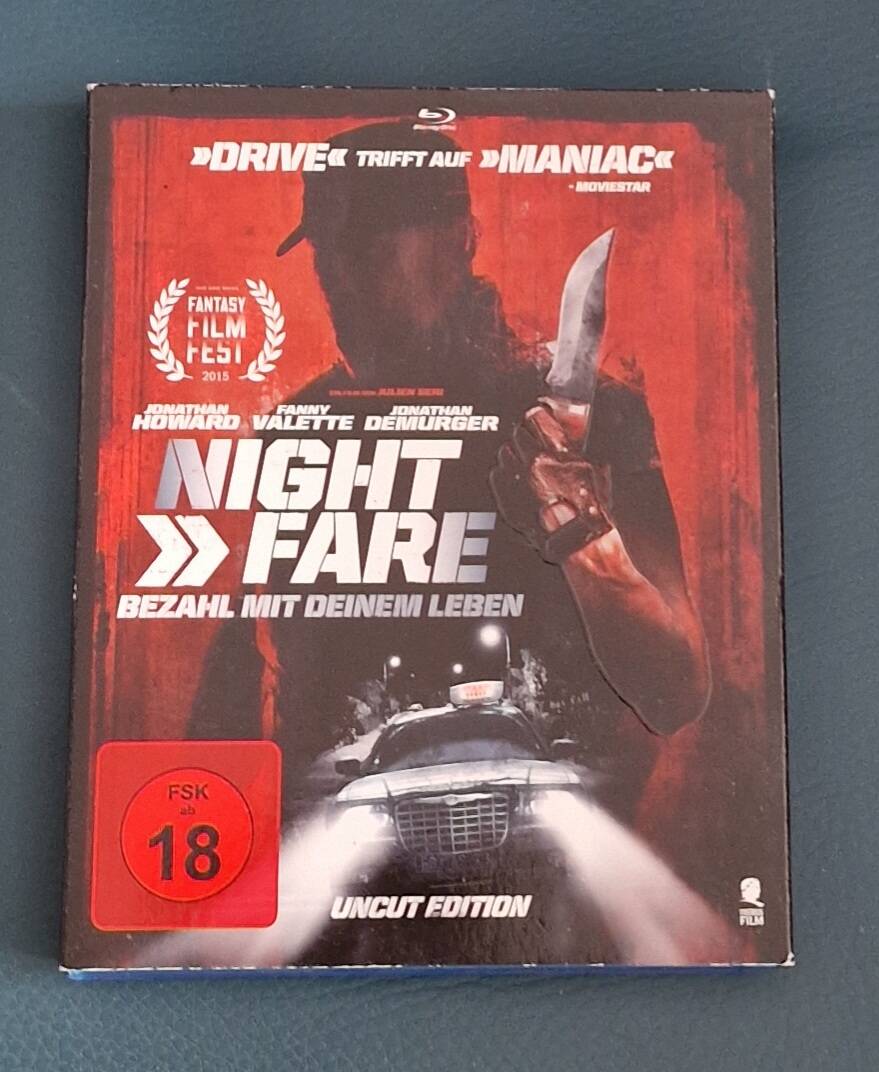 Blu-ray Disc
»DRIVE« TRIFFT AUF »MANIAC«
- MOVIESTAR
FANTASY
FILM
FEST
2015
EIN FILM VON JULIEN SERI
JONATHAN HOWARD FANNY VALETTE JONATHAN DEMURGER
NIGHT
FARE
BEZAHL MIT DEINEM LEBEN
FSK
ab
18
UNCUT EDITION
FILM